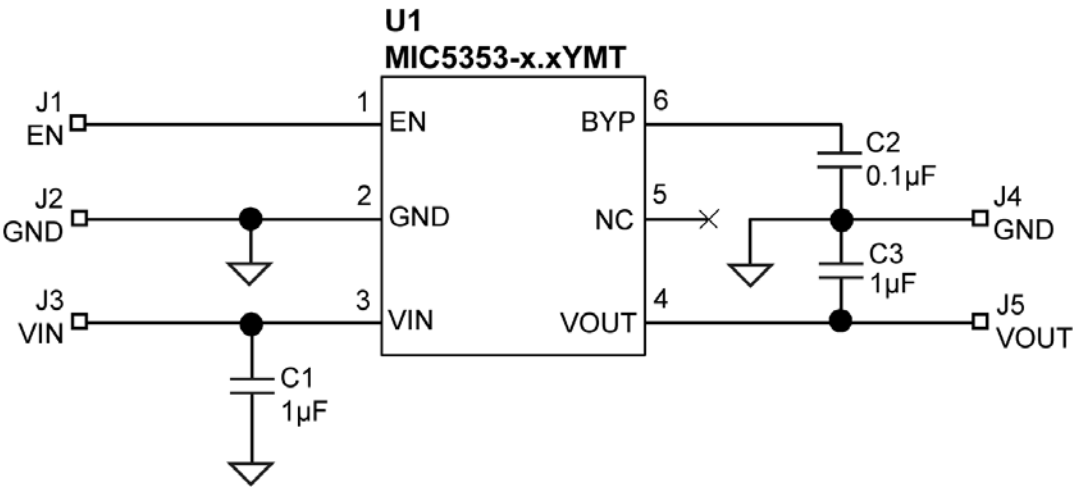 U1
MIC5353-x.xYMT
J1
EN
1
EN
BYP
6
C2
0.1µF
J2
GND
2
GND
NC
5
J4
GND
C3
1µF
J3
VIN
3
VIN
VOUT
4
J5
VOUT
C1
1µF